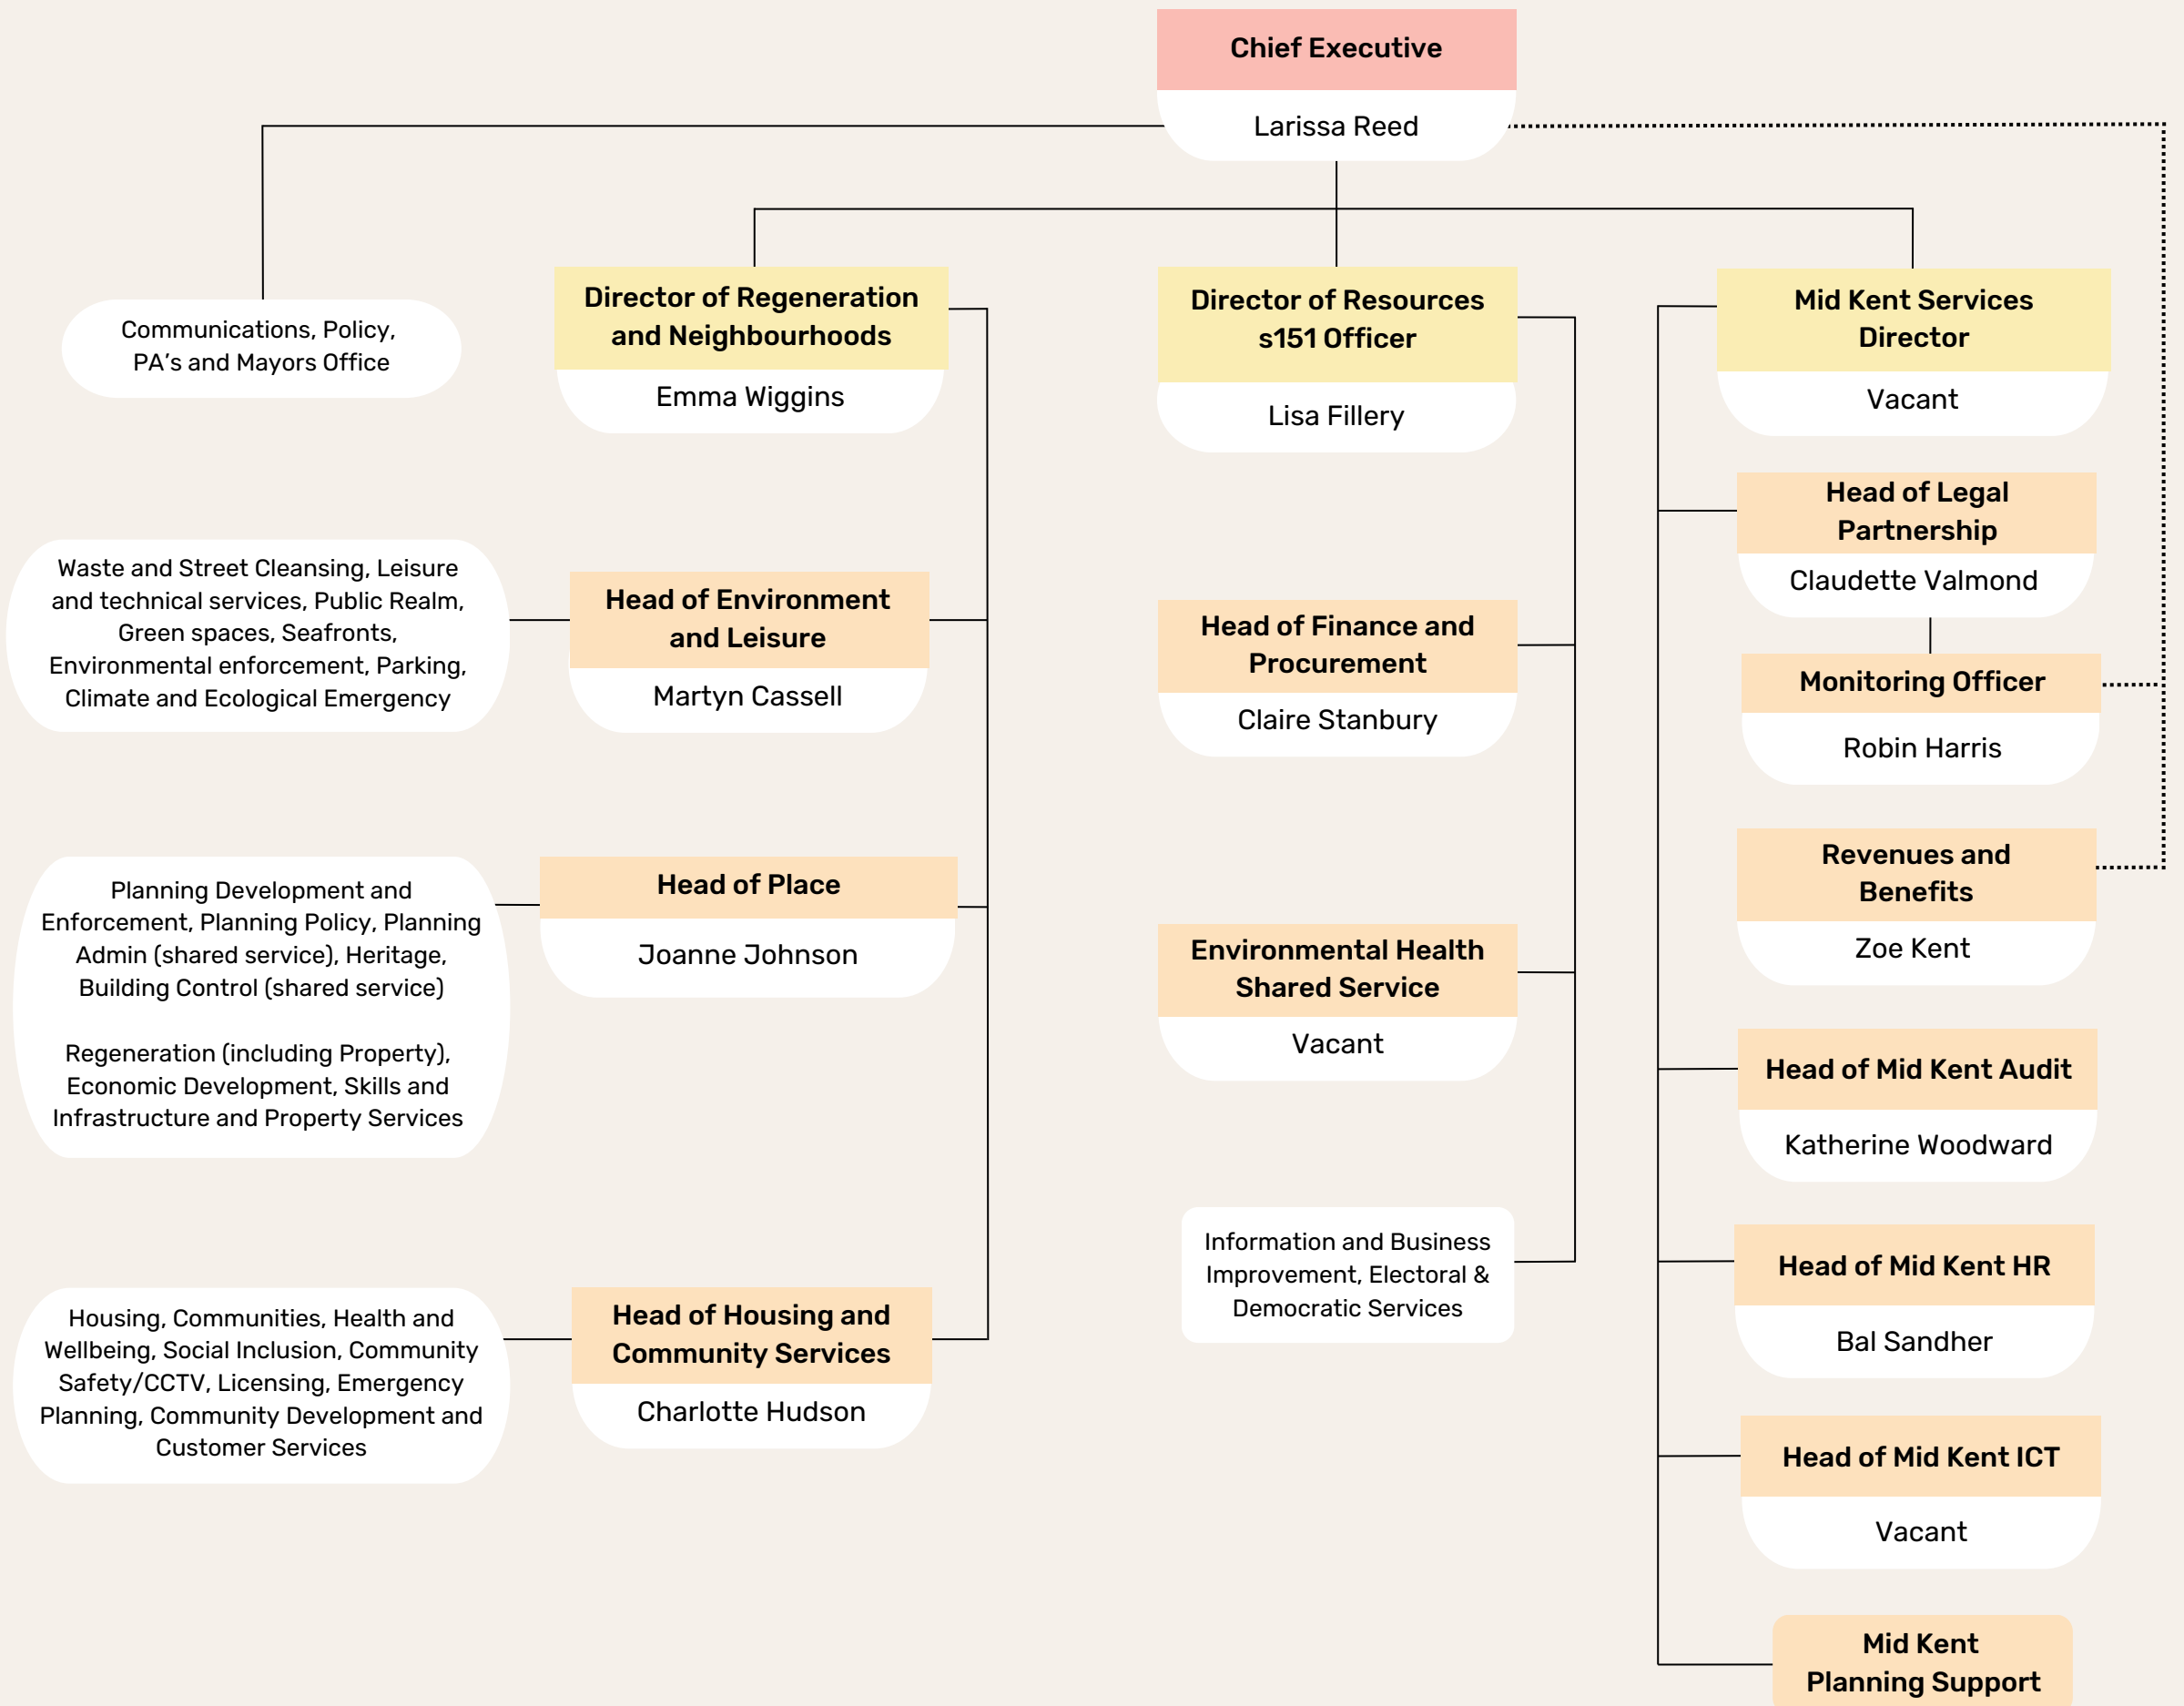 Chief Executive
Larissa Reed
Communications, Policy,
PA's and Mayors Office
Director of Regeneration
and Neighbourhoods
Emma Wiggins
Waste and Street Cleansing, Leisure
and technical services, Public Realm,
Green spaces, Seafronts,
Environmental enforcement, Parking,
Climate and Ecological Emergency
Head of Environment
and Leisure
Martyn Cassell
Planning Development and
Enforcement, Planning Policy, Planning
Admin (shared service), Heritage,
Building Control (shared service)
Regeneration (including Property),
Economic Development, Skills and
Infrastructure and Property Services
Head of Place
Joanne Johnson
Housing, Communities, Health and
Wellbeing, Social Inclusion, Community
Safety/CCTV, Licensing, Emergency
Planning, Community Development and
Customer Services
Head of Housing and
Community Services
Charlotte Hudson
Director of Resources
s151 Officer
Lisa Fillery
Head of Finance and
Procurement
Claire Stanbury
Environmental Health
Shared Service
Vacant
Information and Business
Improvement, Electoral &
Democratic Services
Mid Kent Services
Director
Vacant
Head of Legal
Partnership
Claudette Valmond
Monitoring Officer
Robin Harris
Revenues and
Benefits
Zoe Kent
Head of Mid Kent Audit
Katherine Woodward
Head of Mid Kent HR
Bal Sandher
Head of Mid Kent ICT
Vacant
Mid Kent
Planning Support